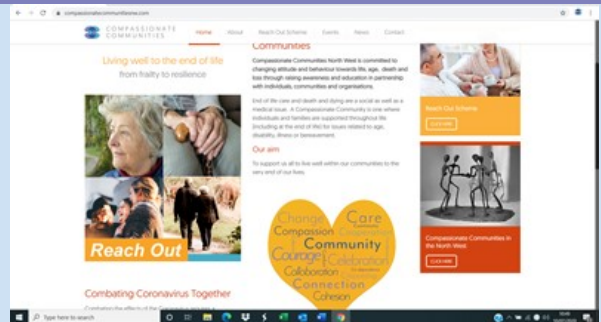 compassionatecommunitiesnw.com
COMPASSIONATE
COMMUNITIES
Home About Reach Out Scheme Events News Contact
Living well to the end of life
from frailty to resilience
Reach Out
Combating Coronavirus Together
Communities
Compassionate Communities North West is committed to
changing attitude and behaviour towards life, age, death and
loss through raising awareness and education in partnership
with individuals, communities and organisations.
End of life care and death and dying are a social as well as a
medical issue. A Compassionate Community is one where
individuals and families are supported throughout life
(including at the end of life) for issues related to age,
disability, illness or bereavement.
Our aim
To support us all to live well within our communities to the
very end of our lives.
Change Care
Compassion
Community
Courage Celebration
Collaboration
Connection
Cohesion
Reach Out Scheme
CLICK HERE
Compassionate Communities in
the North West
CLICK HERE
Type here to search